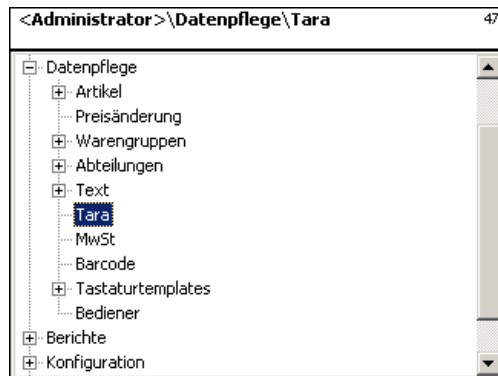 <Administrator>\Datenpflege\Tara 47
Datenpflege
Artikel
Preisänderung
Warengruppen
Abteilungen
Text
Tara
MwSt
Barcode
Tastaturtemplates
Bediener
Berichte
Konfiguration